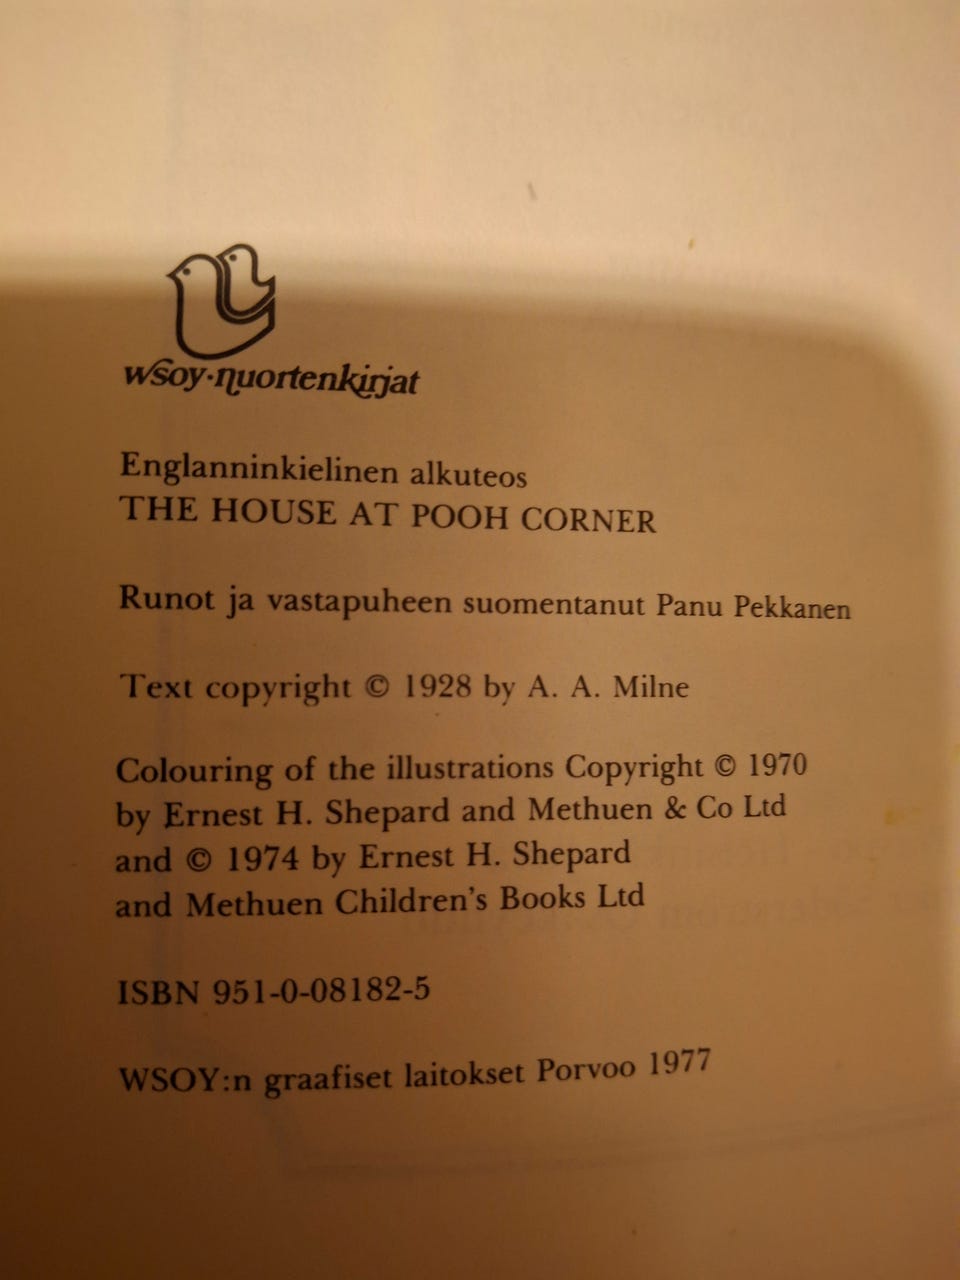 wsoy·nuortenkirjat
Englanninkielinen alkuteos
THE HOUSE AT POOH CORNER
Runot ja vastapuheen suomentanut Panu Pekkanen
Text copyright © 1928 by A. A. Milne
Colouring of the illustrations Copyright © 1970
by Ernest H. Shepard and Methuen & Co Ltd
and © 1974 by Ernest H. Shepard
and Methuen Children's Books Ltd
ISBN 951-0-08182-5
WSOY:n graafiset laitokset Porvoo 1977